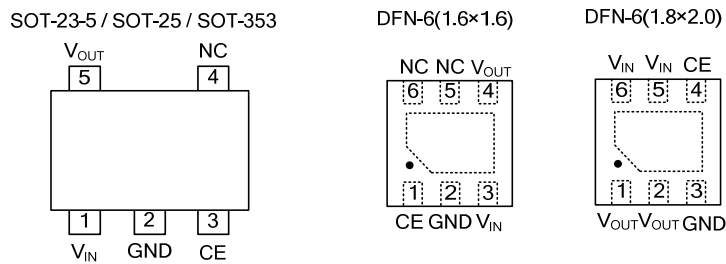 SOT-23-5 / SOT-25 / SOT-353
VOUT NC
5 4
1 2 3
VIN GND CE
DFN-6(1.6×1.6)
NC NC VOUT
6 5 4
1 2 3
CE GND VIN
DFN-6(1.8×2.0)
VIN VIN CE
6 5 4
1 2 3
VOUT VOUT GND